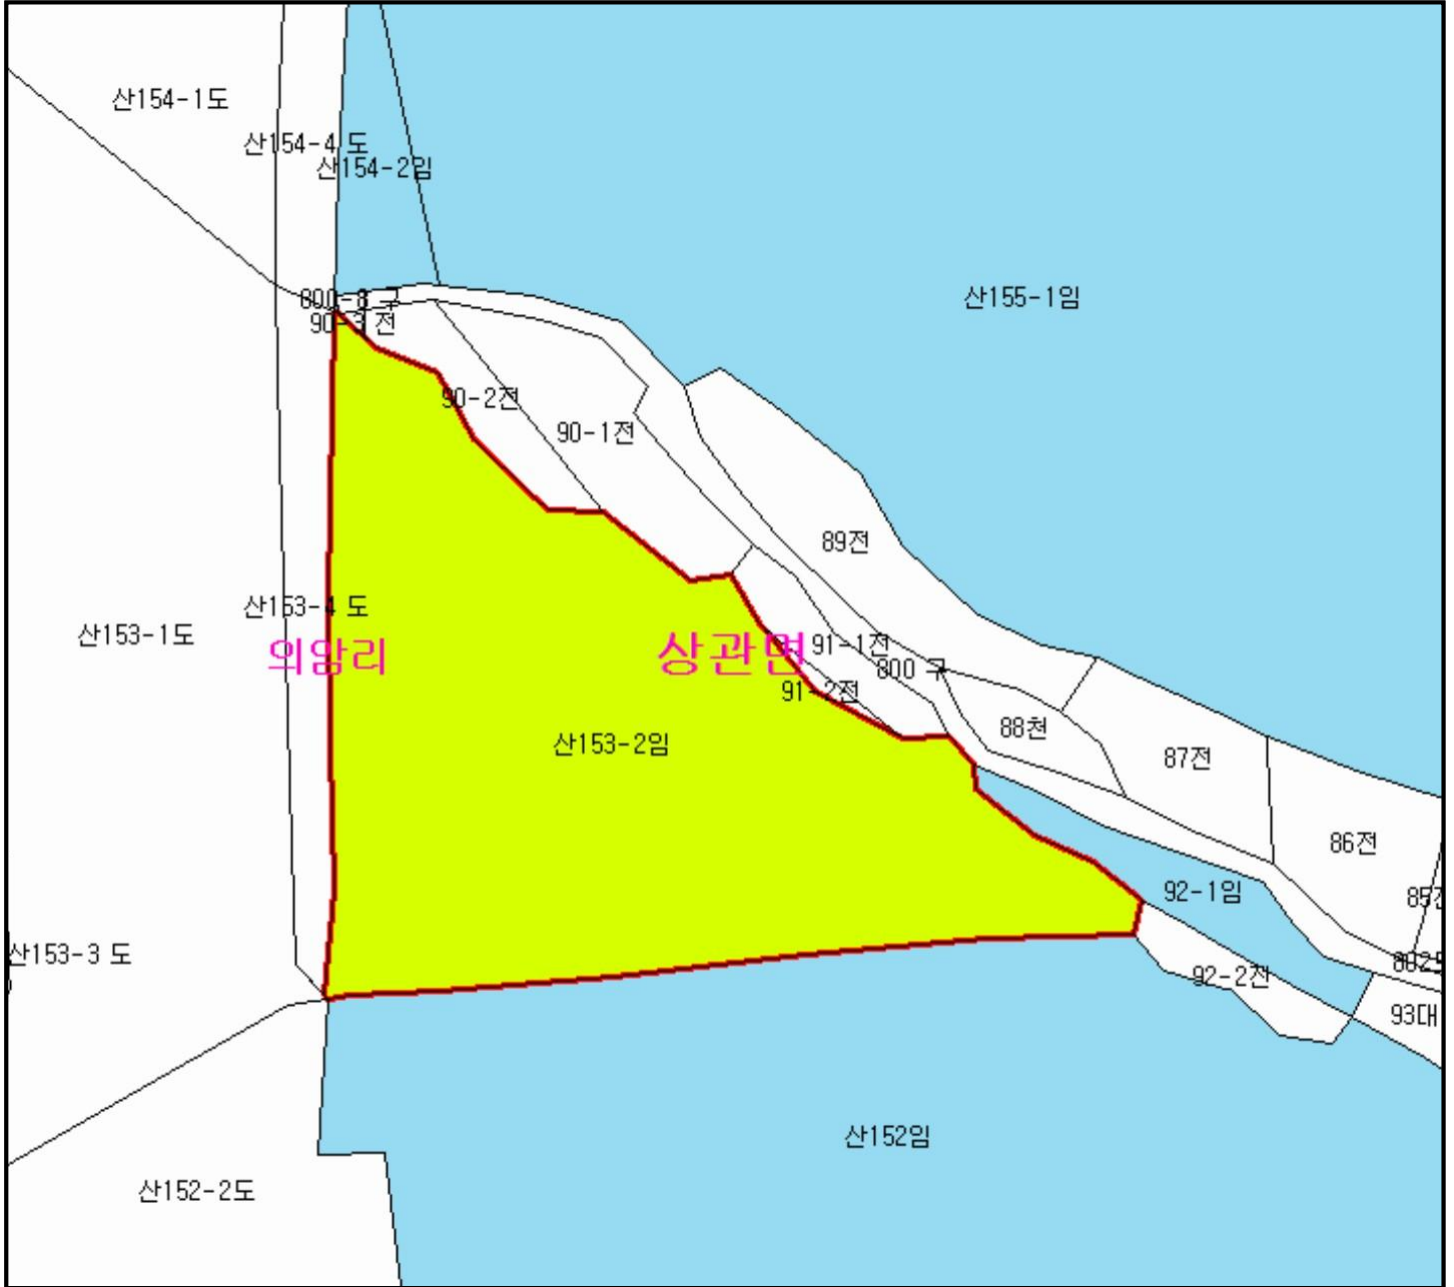 산154-1도
산154-4 도
산154-2임
산155-1임
800-8 구
90-3 전
90-2전
90-1전
89전
산153-4 도
산153-1도
의암리
상관면
91-1전
800 구
91-2전
88천
산153-2임
87전
86전
92-1임
산153-3 도
92-2전
93대
산152임
산152-2도